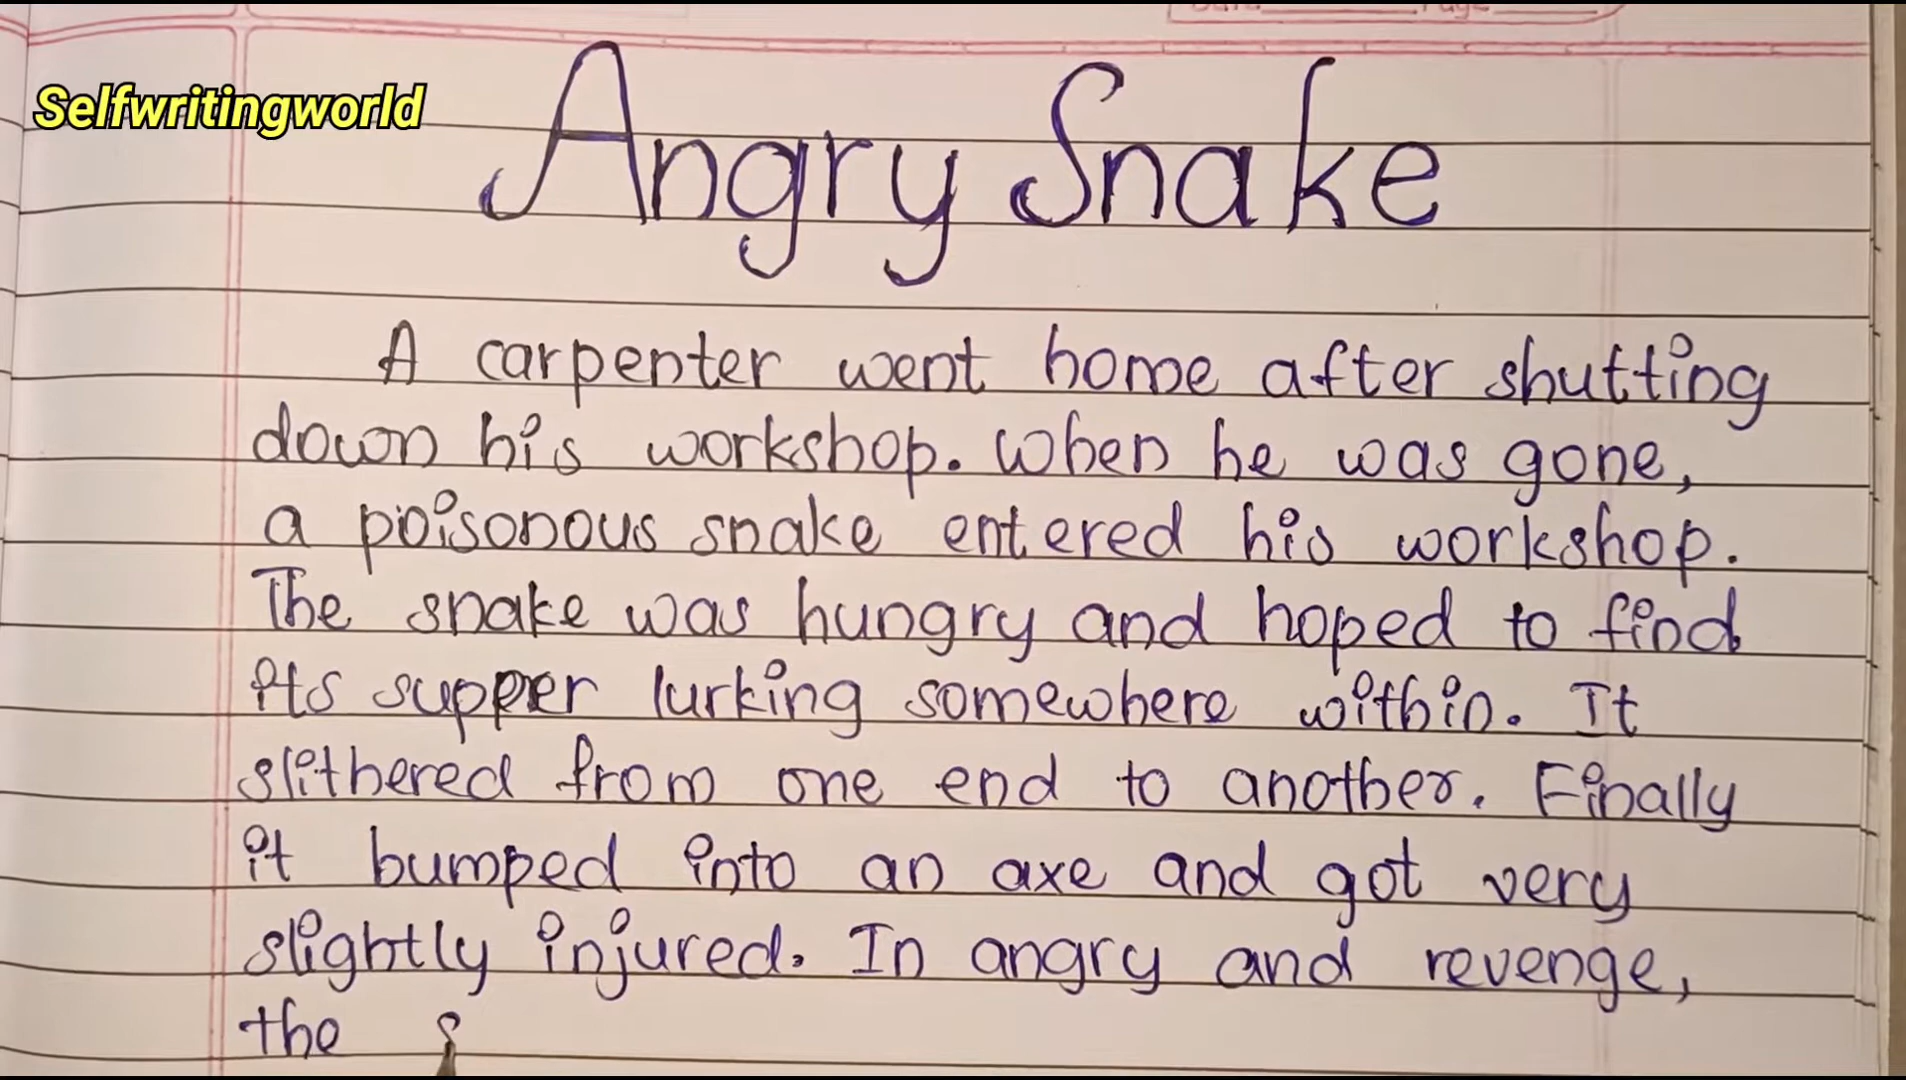 Selfwritingworld
Angry Snake
A carpenter went home after shutting
down his workshop. When he was gone,
a poisonous snake entered his workshop.
The snake was hungry and hoped to find
its supper lurking somewhere within. It
slithered from one end to another. Finally
it bumped into an axe and got very
slightly injured. In angry and revenge,
the s